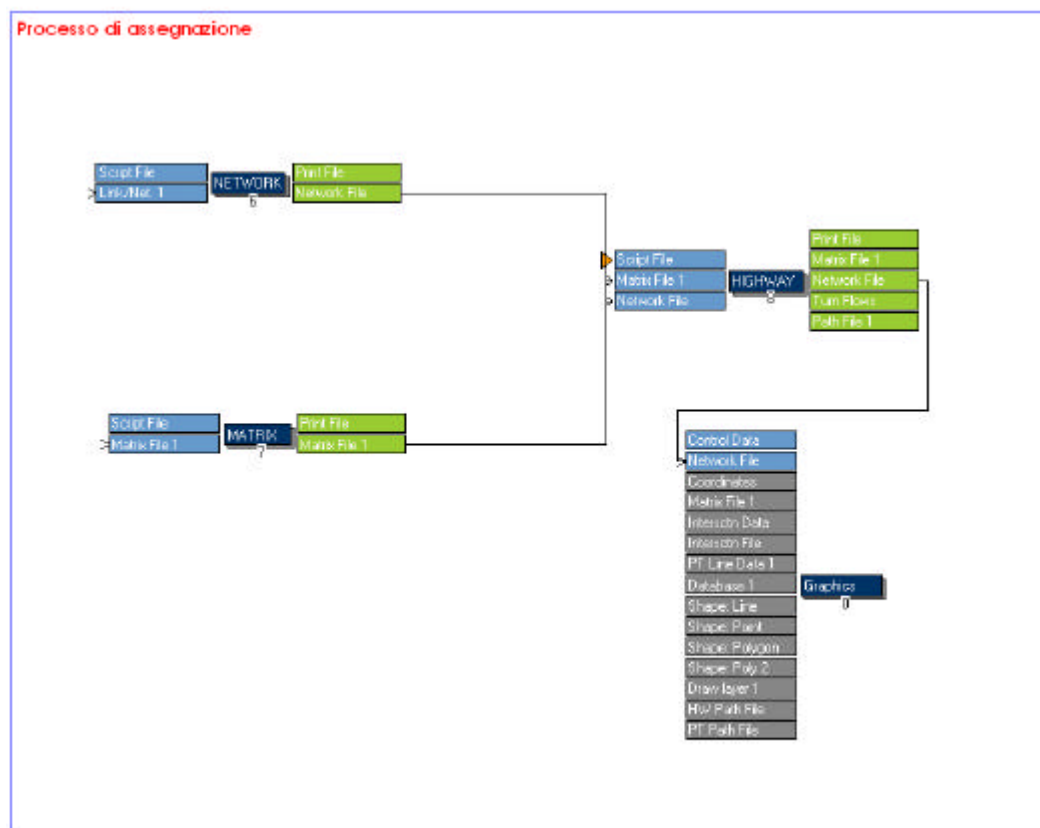 Processo di assegnazione
Script File
Link/Net. 1
NETWORK
6
Print File
Network File
Script File
Matrix File 1
Network File
HIGHWAY
8
Print File
Matrix File 1
Network File
Turn Flows
Path File 1
Script File
Matrix File 1
MATRIX
7
Print File
Matrix File 1
Control Data
Network File
Coordinates
Matrix File 1
Intersctn Data
Intersctn File
PT Line Data 1
Database 1
Shape: Line
Shape: Point
Shape: Polygon
Shape: Poly 2
Draw layer 1
HW Path File
PT Path File
Graphics
0